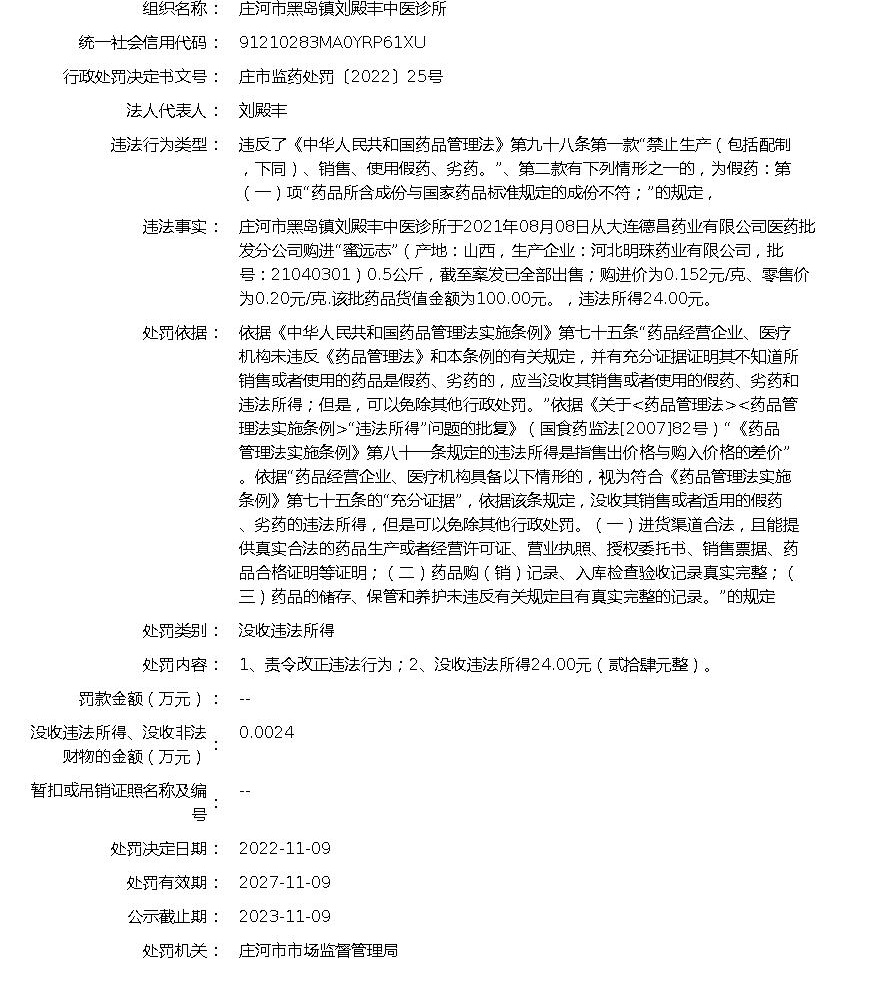 组织名称： 庄河市黑岛镇刘殿丰中医诊所
统一社会信用代码： 91210283MA0YRP61XU
行政处罚决定书文号： 庄市监药处罚〔2022〕25号
法人代表人： 刘殿丰
违法行为类型： 违反了《中华人民共和国药品管理法》第九十八条第一款“禁止生产（包括配制
，下同）、销售、使用假药、劣药。”、第二款有下列情形之一的，为假药：第
（一）项“药品所含成份与国家药品标准规定的成份不符；”的规定，
违法事实： 庄河市黑岛镇刘殿丰中医诊所于2021年08月08日从大连德昌药业有限公司医药批
发分公司购进“蜜远志”（产地：山西，生产企业：河北明珠药业有限公司，批
号：21040301）0.5公斤，截至案发已全部出售；购进价为0.152元/克、零售价
为0.20元/克.该批药品货值金额为100.00元。，违法所得24.00元。
处罚依据： 依据《中华人民共和国药品管理法实施条例》第七十五条“药品经营企业、医疗
机构未违反《药品管理法》和本条例的有关规定，并有充分证据证明其不知道所
销售或者使用的药品是假药、劣药的，应当没收其销售或者使用的假药、劣药和
违法所得；但是，可以免除其他行政处罚。”依据《关于<药品管理法><药品管
理法实施条例>“违法所得”问题的批复》（国食药监法[2007]82号）“《药品
管理法实施条例》第八十一条规定的违法所得是指售出价格与购入价格的差价”
。依据“药品经营企业、医疗机构具备以下情形的，视为符合《药品管理法实施
条例》第七十五条的“充分证据”，依据该条规定，没收其销售或者适用的假药
、劣药的违法所得，但是可以免除其他行政处罚。（一）进货渠道合法，且能提
供真实合法的药品生产或者经营许可证、营业执照、授权委托书、销售票据、药
品合格证明等证明；（二）药品购（销）记录、入库检查验收记录真实完整；（
三）药品的储存、保管和养护未违反有关规定且有真实完整的记录。”的规定
处罚类别： 没收违法所得
处罚内容： 1、责令改正违法行为；2、没收违法所得24.00元（贰拾肆元整）。
罚款金额（万元）： --
没收违法所得、没收非法
财物的金额（万元）： 0.0024
暂扣或吊销证照名称及编
号： --
处罚决定日期： 2022-11-09
处罚有效期： 2027-11-09
公示截止期： 2023-11-09
处罚机关： 庄河市市场监督管理局